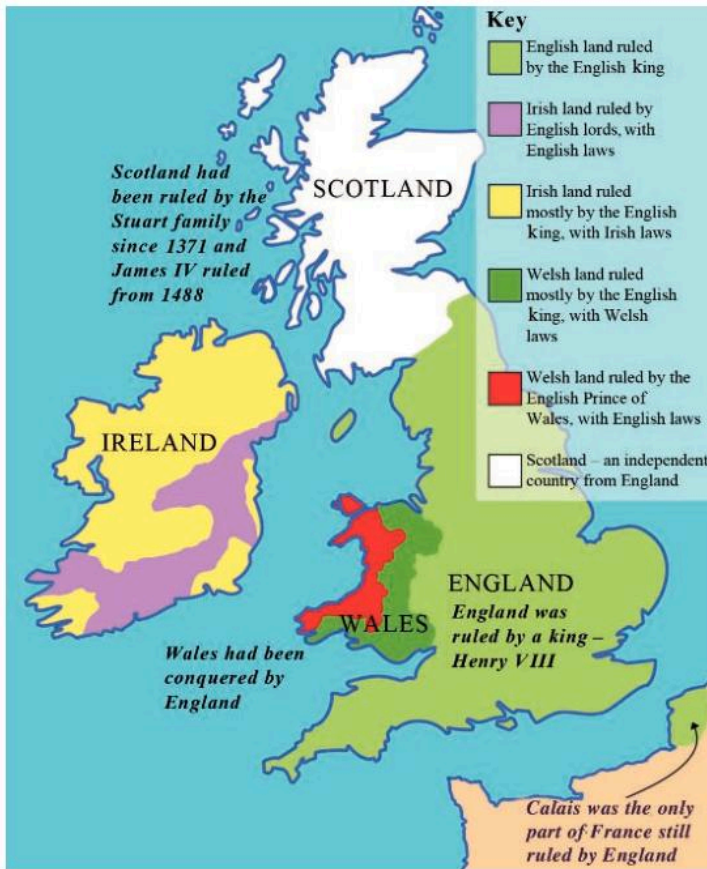 Key
English land ruled
by the English king
Irish land ruled by
English lords, with
English laws
Irish land ruled
mostly by the English
king, with Irish laws
Welsh land ruled
mostly by the English
king, with Welsh
laws
Welsh land ruled by the
English Prince of
Wales, with English laws
Scotland – an independent
country from England
Scotland had
been ruled by the
Stuart family
since 1371 and
James IV ruled
from 1488
SCOTLAND
IRELAND
ENGLAND
England was
ruled by a king –
Henry VIII
WALES
Wales had been
conquered by
England
Calais was the only
part of France still
ruled by England